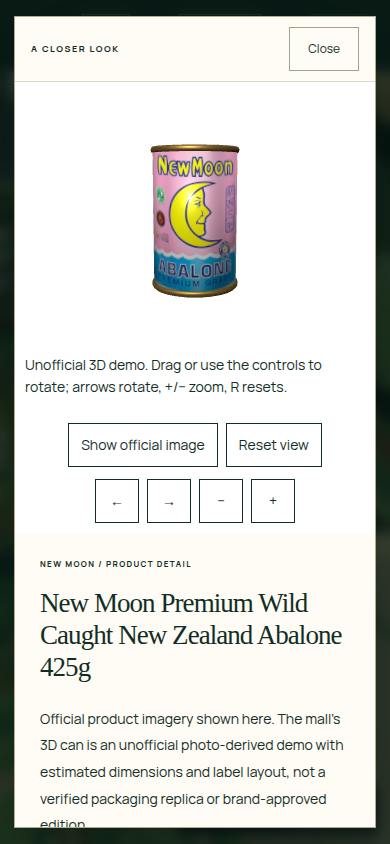 A CLOSER LOOK
Close
NewMoon
ABALONE
PREMIUM GRADE
Unofficial 3D demo. Drag or use the controls to
rotate; arrows rotate, +/− zoom, R resets.
Show official image
Reset view
← → − +
NEW MOON / PRODUCT DETAIL
New Moon Premium Wild
Caught New Zealand Abalone
425g
Official product imagery shown here. The mall's
3D can is an unofficial photo-derived demo with
estimated dimensions and label layout, not a
verified packaging replica or brand-approved
edition